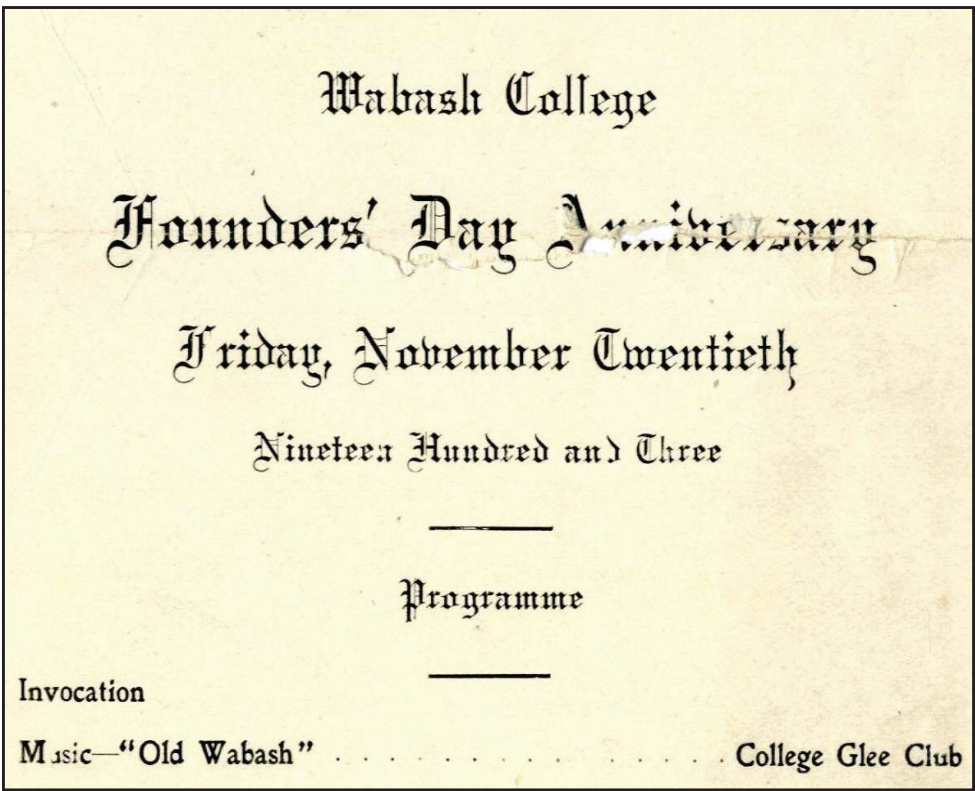 Wabash College
Founders' Day Anniversary
Friday, November Twentieth
Nineteen Hundred and Three
Programme
Invocation
Music—"Old Wabash" . . . . . . . . . . . . . . . . College Glee Club